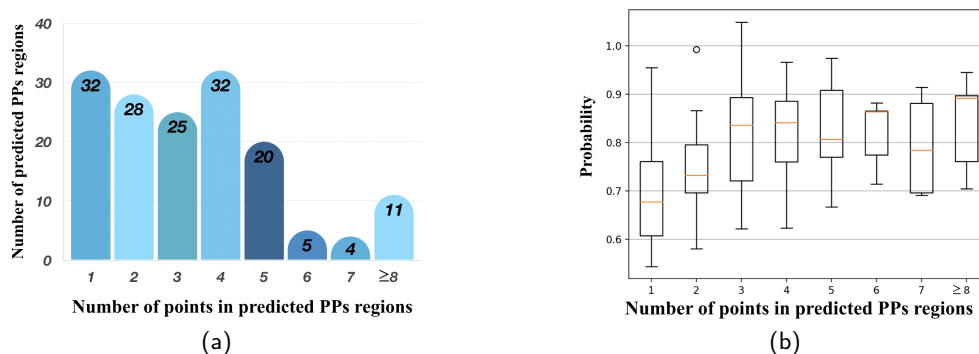 Number of predicted PPs regions
40
30
20
10
0
32
28
25
32
20
5
4
11
1 2 3 4 5 6 7 ≥8
Number of points in predicted PPs regions
(a)
Probability
1.0
0.9
0.8
0.7
0.6
1 2 3 4 5 6 7 ≥8
Number of points in predicted PPs regions
(b)